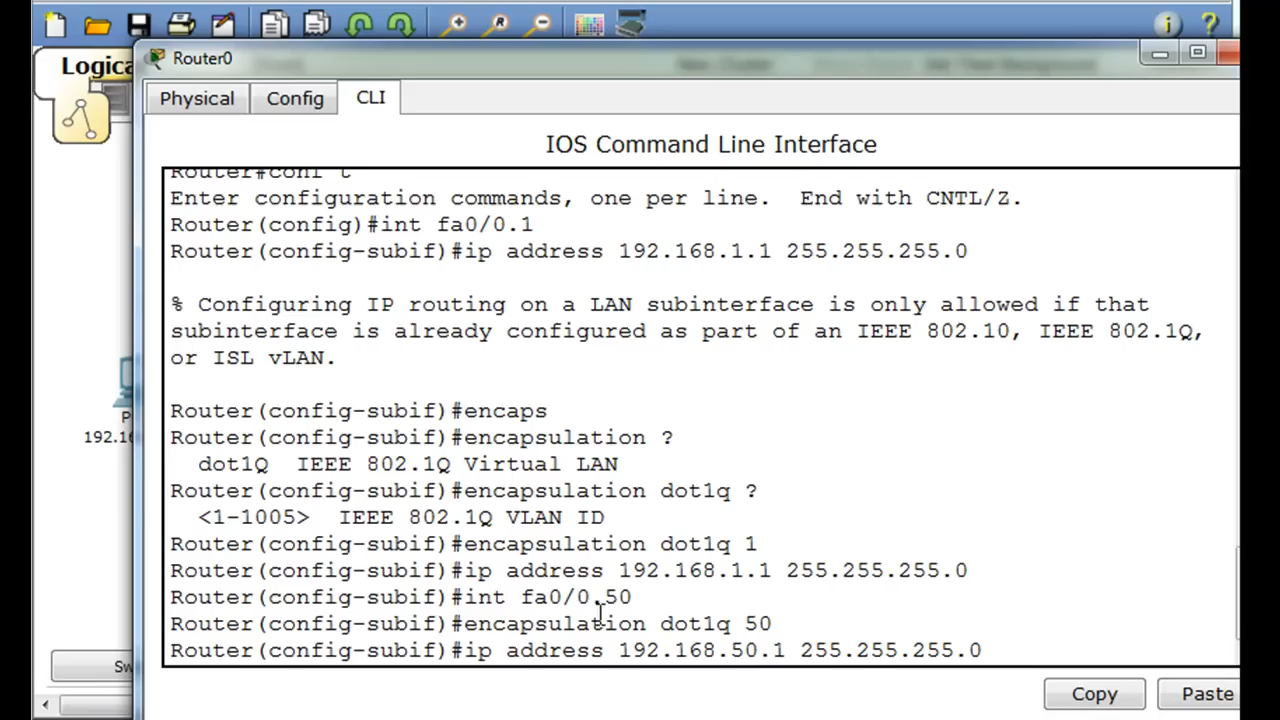 Logica
Router0
Physical
Config
CLI
IOS Command Line Interface
Router#conf t
Enter configuration commands, one per line.  End with CNTL/Z.
Router(config)#int fa0/0.1
Router(config-subif)#ip address 192.168.1.1 255.255.255.0
% Configuring IP routing on a LAN subinterface is only allowed if that
subinterface is already configured as part of an IEEE 802.10, IEEE 802.1Q,
or ISL vLAN.
Router(config-subif)#encaps
Router(config-subif)#encapsulation ?
dot1Q  IEEE 802.1Q Virtual LAN
Router(config-subif)#encapsulation dot1q ?
<1-1005>  IEEE 802.1Q VLAN ID
Router(config-subif)#encapsulation dot1q 1
Router(config-subif)#ip address 192.168.1.1 255.255.255.0
Router(config-subif)#int fa0/0.50
Router(config-subif)#encapsulation dot1q 50
Router(config-subif)#ip address 192.168.50.1 255.255.255.0
P
192.16
Sw
Copy
Paste